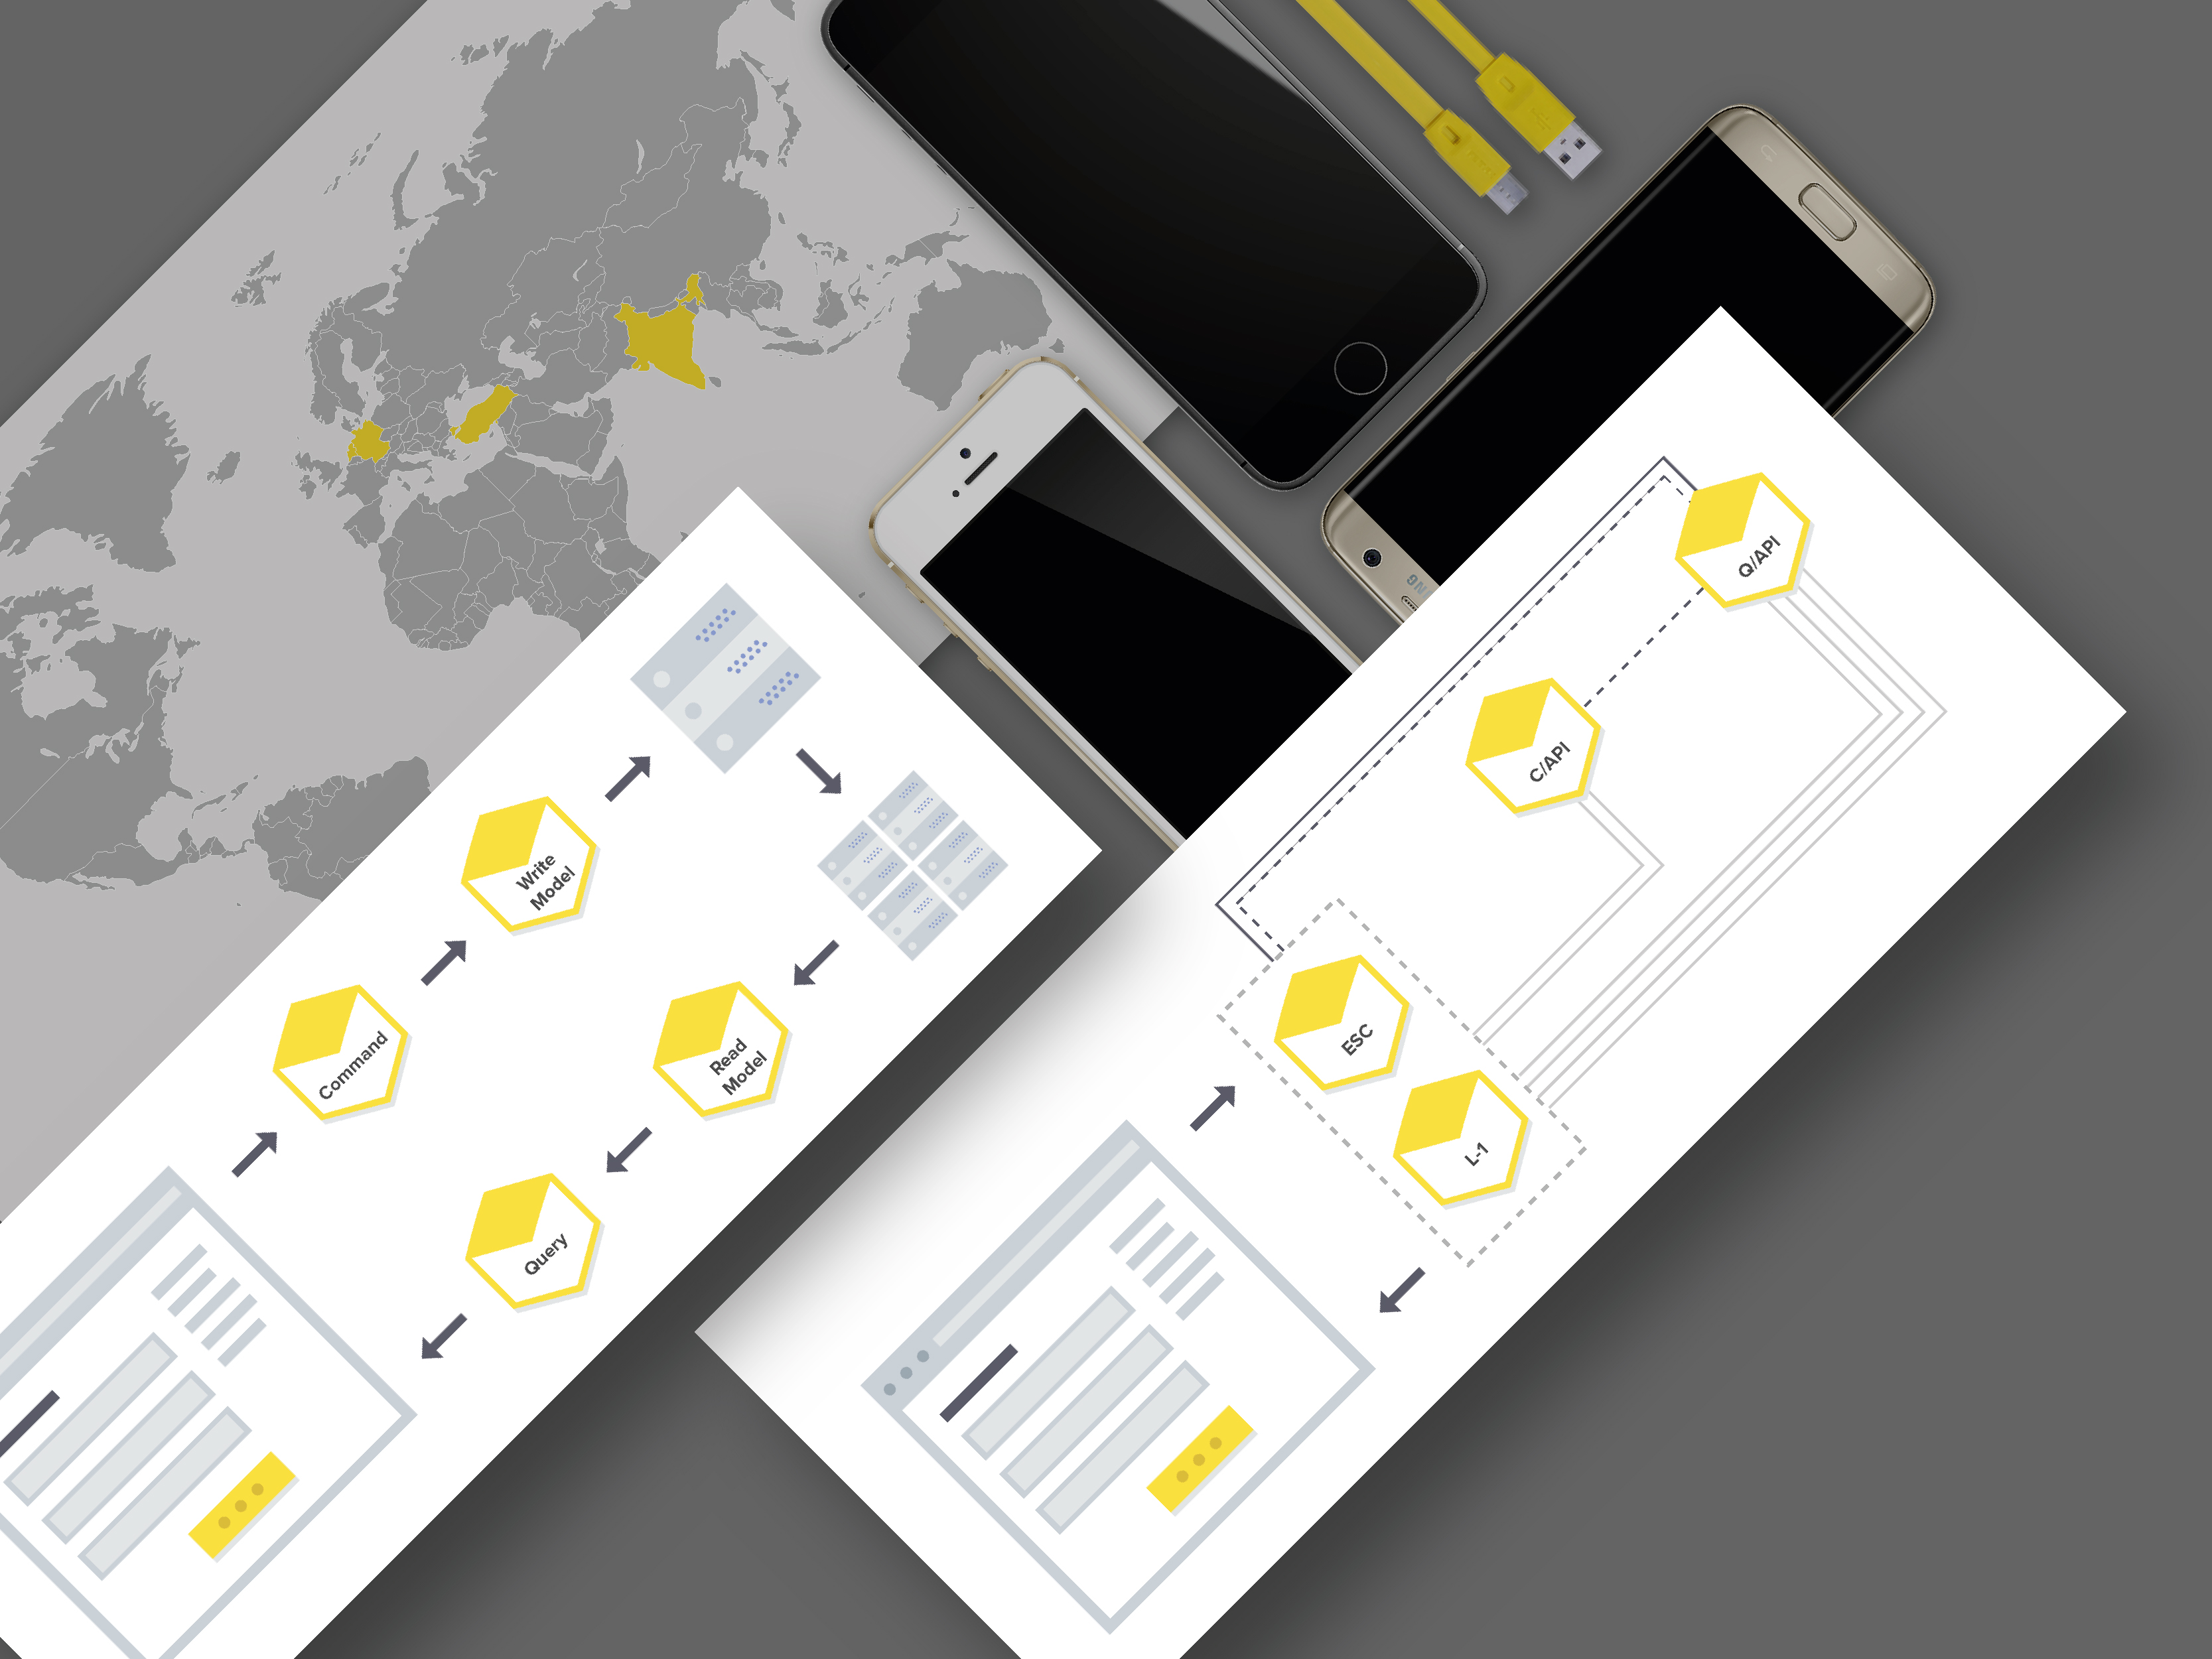 Write
Model
Command
Read
Model
Query
Q/API
C/API
ESC
L-1